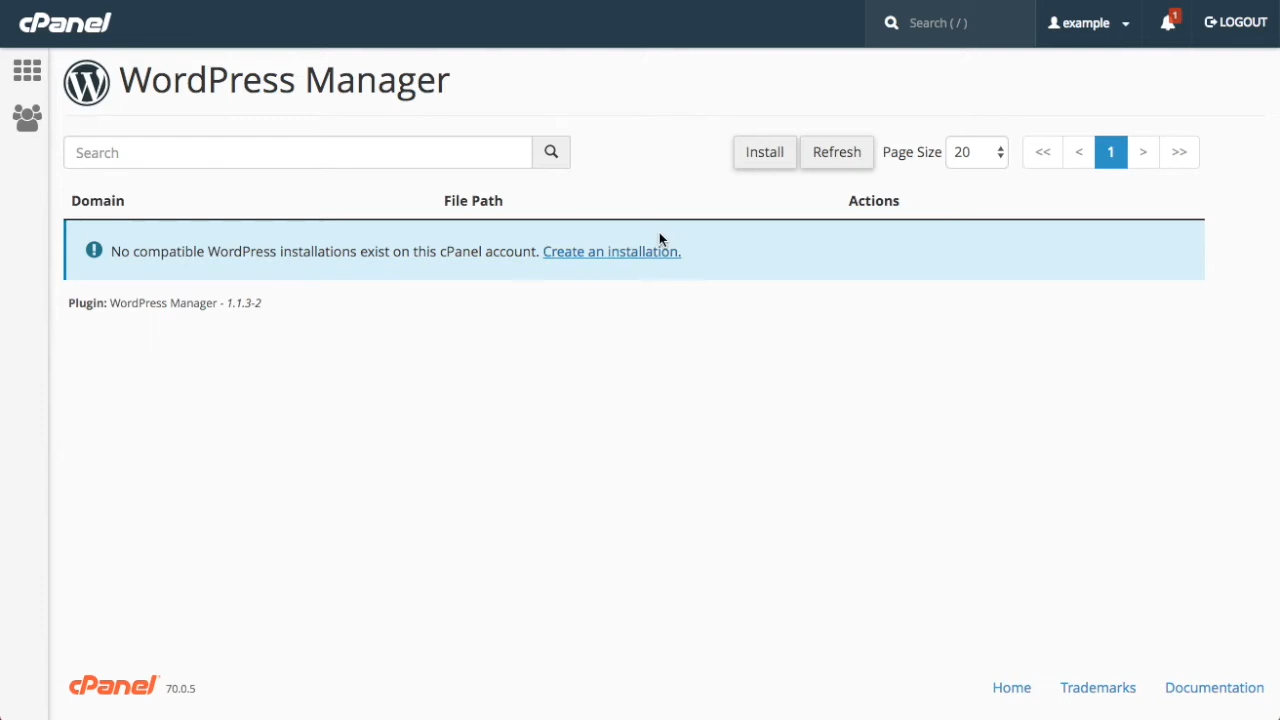 cPanel
Search ( / )
example
1
LOGOUT
WordPress Manager
Search
Install
Refresh
Page Size
20
<<
<
1
>
>>
Domain
File Path
Actions
No compatible WordPress installations exist on this cPanel account. Create an installation.
Plugin: WordPress Manager - 1.1.3-2
cPanel 70.0.5
Home
Trademarks
Documentation